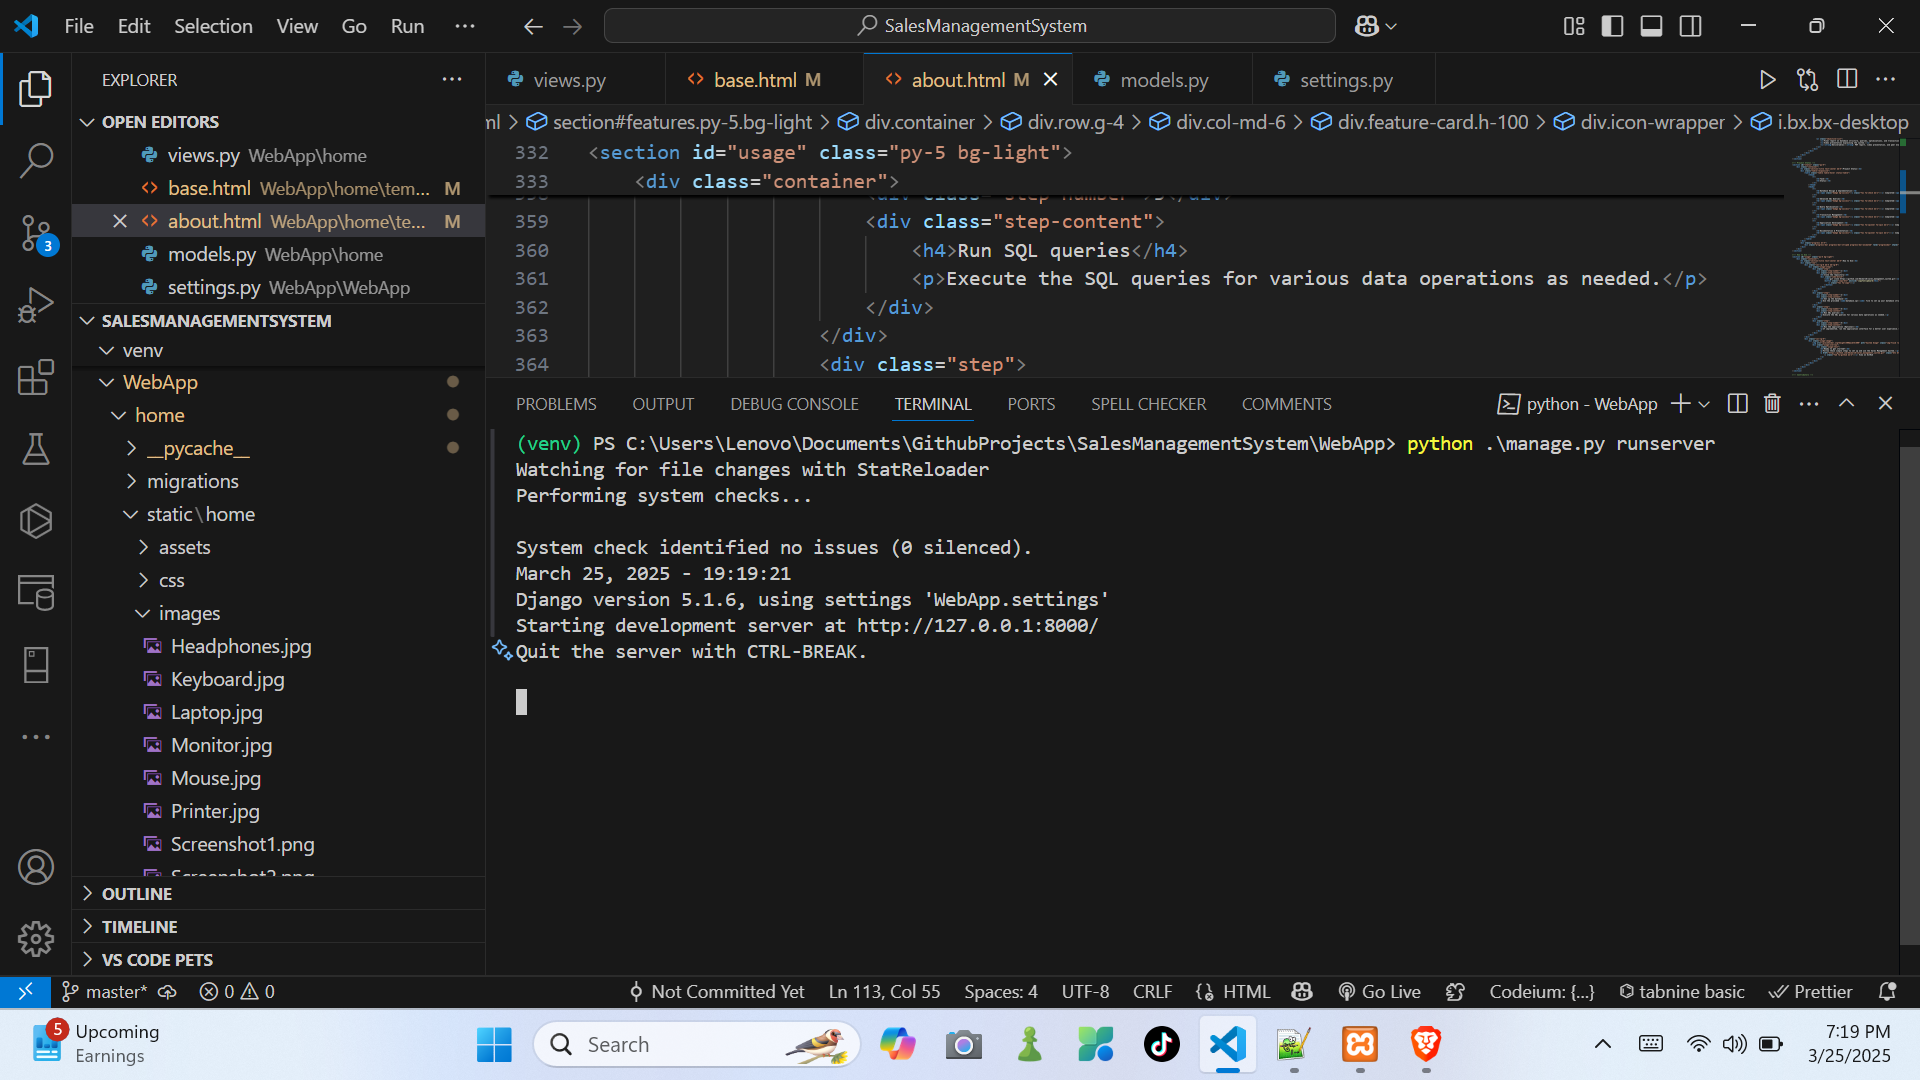 File Edit Selection View Go Run ···
SalesManagementSystem
EXPLORER
OPEN EDITORS
views.py WebApp\home
base.html WebApp\home\tem... M
about.html WebApp\home\te... M
models.py WebApp\home
settings.py WebApp\WebApp
SALESMANAGEMENTSYSTEM
venv
WebApp
home
__pycache__
migrations
static\home
assets
css
images
Headphones.jpg
Keyboard.jpg
Laptop.jpg
Monitor.jpg
Mouse.jpg
Printer.jpg
Screenshot1.png
Screenshot2.png
OUTLINE
TIMELINE
VS CODE PETS
3
views.py base.html M about.html M models.py settings.py
ml > section#features.py-5.bg-light > div.container > div.row.g-4 > div.col-md-6 > div.feature-card.h-100 > div.icon-wrapper > i.bx.bx-desktop
332 <section id="usage" class="py-5 bg-light">
333 <div class="container">
358 <div class="step-number">3</div>
359 <div class="step-content">
360 <h4>Run SQL queries</h4>
361 <p>Execute the SQL queries for various data operations as needed.</p>
362 </div>
363 </div>
364 <div class="step">
PROBLEMS OUTPUT DEBUG CONSOLE TERMINAL PORTS SPELL CHECKER COMMENTS
python - WebApp
(venv) PS C:\Users\Lenovo\Documents\GithubProjects\SalesManagementSystem\WebApp> python .\manage.py runserver
Watching for file changes with StatReloader
Performing system checks...
System check identified no issues (0 silenced).
March 25, 2025 - 19:19:21
Django version 5.1.6, using settings 'WebApp.settings'
Starting development server at http://127.0.0.1:8000/
Quit the server with CTRL-BREAK.
master* 0 0 Not Committed Yet Ln 113, Col 55 Spaces: 4 UTF-8 CRLF HTML Go Live Codeium: {...} tabnine basic Prettier
5 Upcoming
Earnings
Search
7:19 PM
3/25/2025